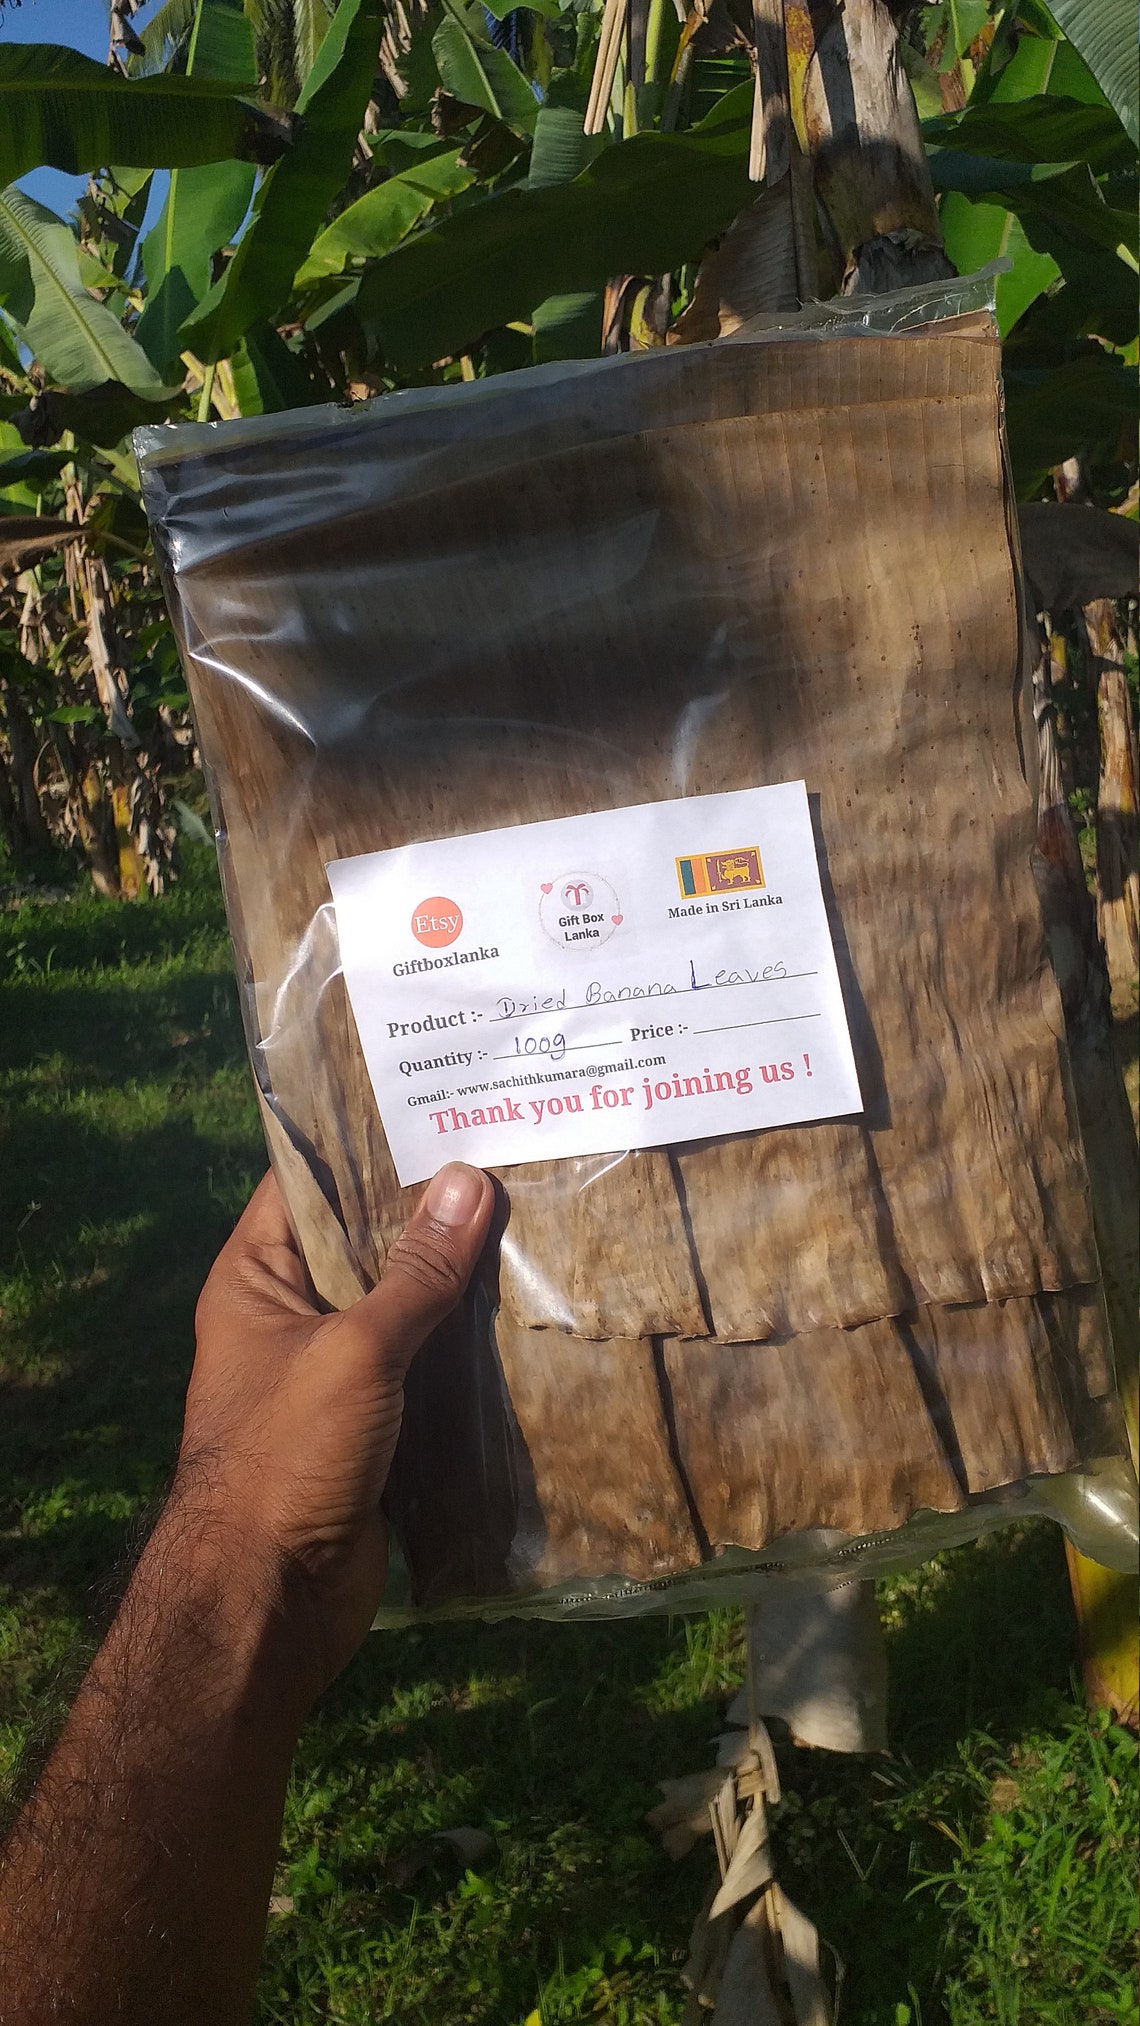 Etsy
Giftboxlanka
Gift Box
Lanka
Made in Sri Lanka
Product :- Dried Banana Leaves
Quantity :- 100g Price :-
Gmail:- www.sachithkumara@gmail.com
Thank you for joining us !